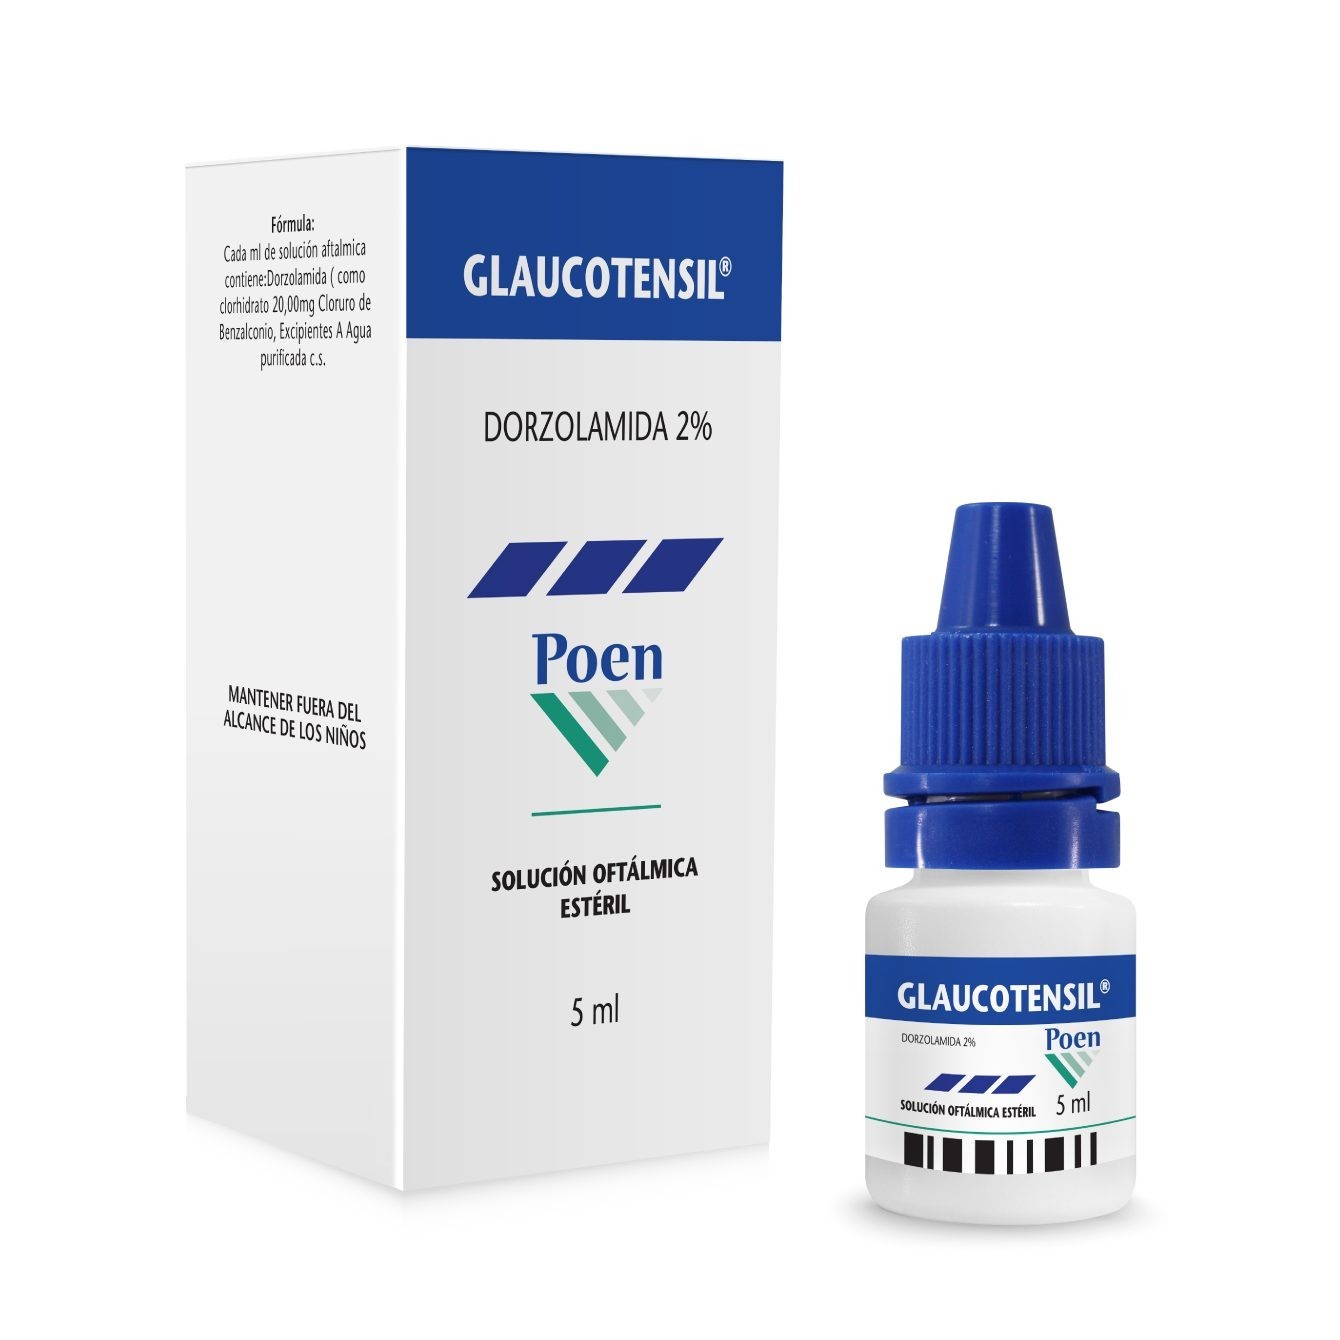 Fórmula:
Cada ml de solución aftalmica
contiene:Dorzolamida ( como
clorhidrato 20,00mg Cloruro de
Benzalconio, Excipientes A Agua
purificada c.s.
MANTENER FUERA DEL
ALCANCE DE LOS NIÑOS
GLAUCOTENSIL®
DORZOLAMIDA 2%
Poen
SOLUCIÓN OFTÁLMICA
ESTÉRIL
5 ml
GLAUCOTENSIL®
DORZOLAMIDA 2%
Poen
SOLUCIÓN OFTÁLMICA ESTÉRIL
5 ml